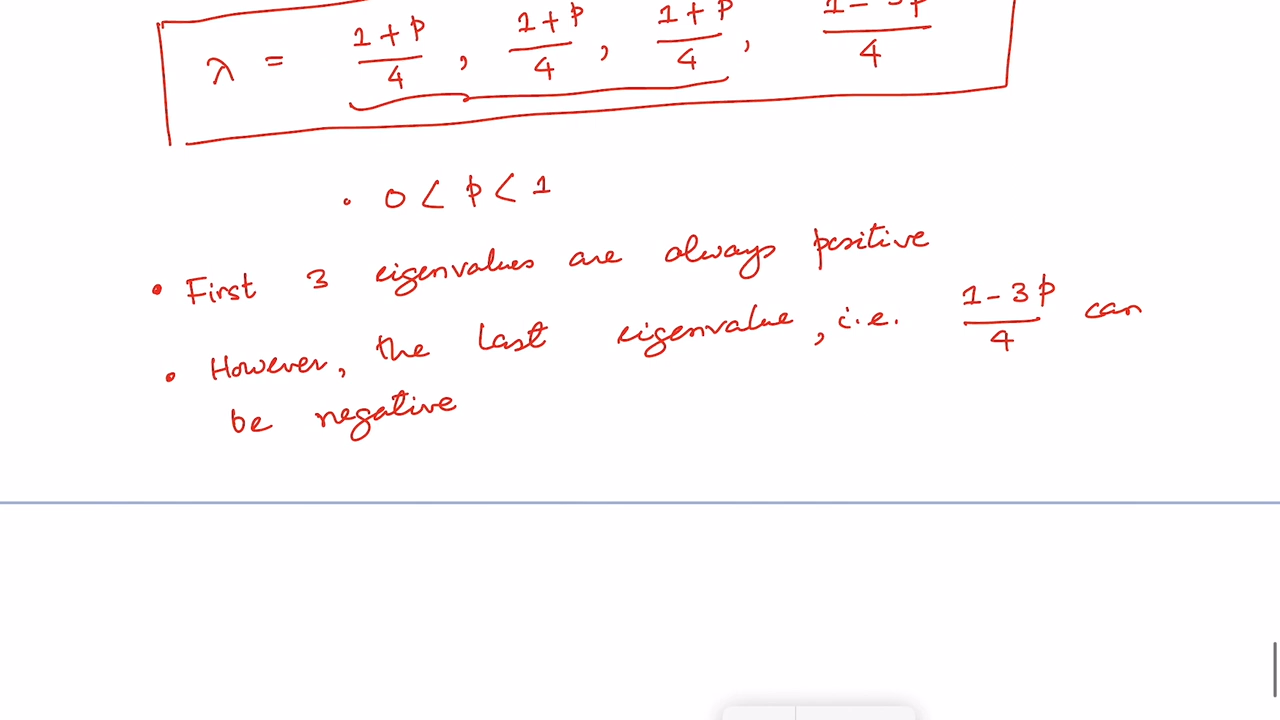 λ = 1+p/4 , 1+p/4 , 1+p/4 , 1-3p/4
• 0 < p < 1
• First 3 eigenvalues are always positive
• However, the last eigenvalue, i.e. 1-3p/4 can
be negative